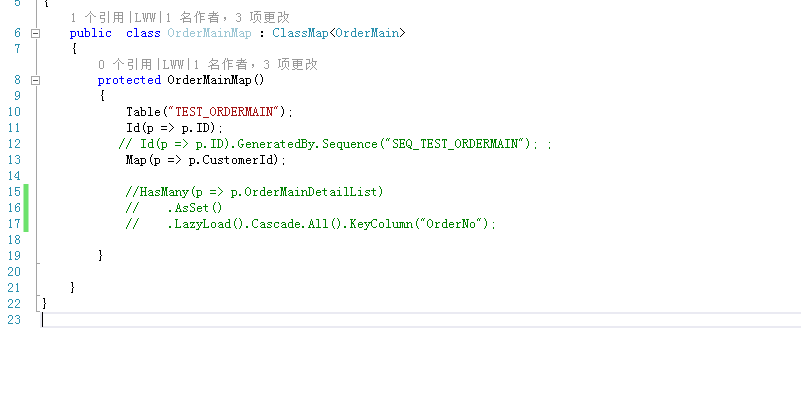 5 {
1 个引用|LWW|1 名作者, 3 项更改
6 public class OrderMainMap : ClassMap<OrderMain>
7 {
0 个引用|LWW|1 名作者, 3 项更改
8 protected OrderMainMap()
9 {
10 Table("TEST_ORDERMAIN");
11 Id(p => p.ID);
12 // Id(p => p.ID).GeneratedBy.Sequence("SEQ_TEST_ORDERMAIN"); ;
13 Map(p => p.CustomerId);
14
15 //HasMany(p => p.OrderMainDetailList)
16 // .AsSet()
17 // .LazyLoad().Cascade.All().KeyColumn("OrderNo");
18
19 }
20
21 }
22 }
23